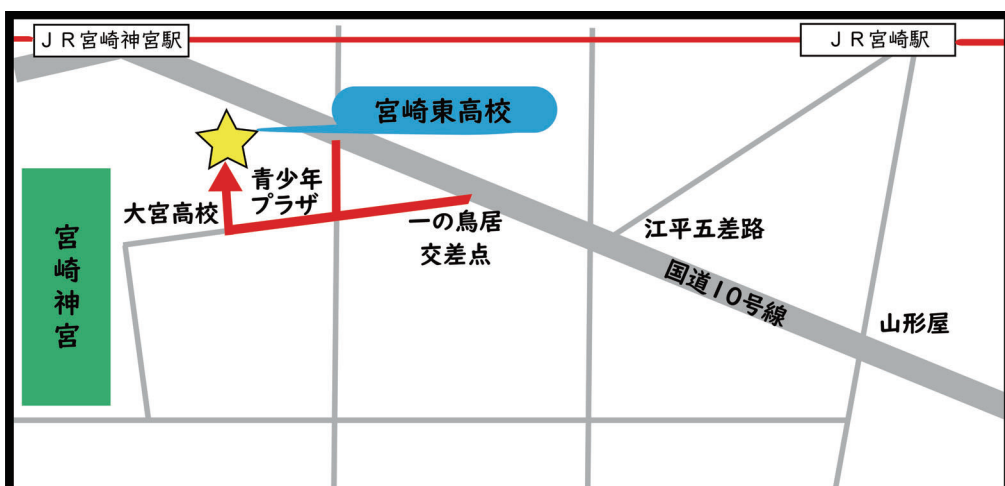 ＪＲ宮崎神宮駅
ＪＲ宮崎駅
宮崎東高校
青少年
プラザ
大宮高校
一の鳥居
交差点
江平五差路
宮崎神宮
国道10号線
山形屋